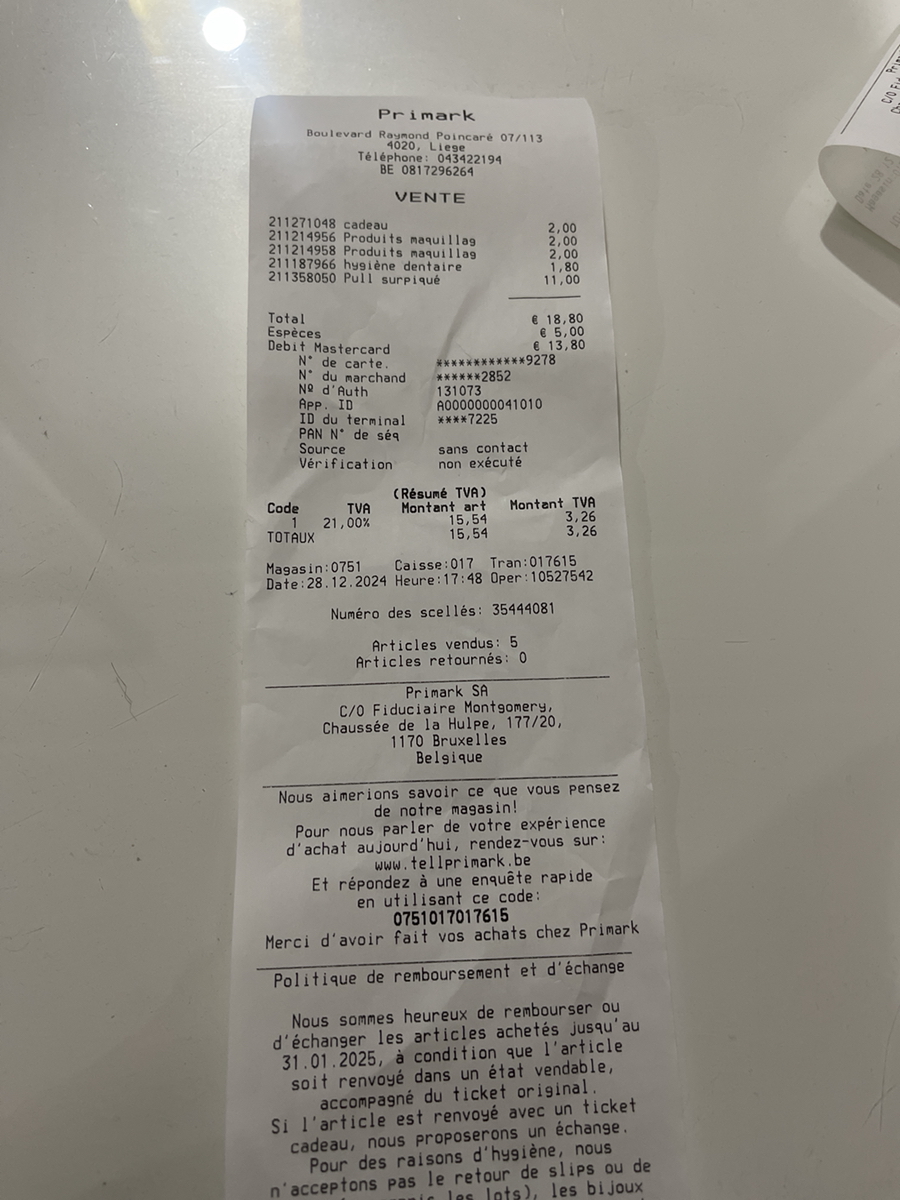 Primark
Boulevard Raymond Poincaré 07/113
4020, Liege
Téléphone: 043422194
BE 0817296264
VENTE
211271048 cadeau 2,00
211214956 Produits maquillag 2,00
211214958 Produits maquillag 2,00
211187966 hygiène dentaire 1,80
211358050 Pull surpiqué 11,00
Total € 18,80
Espèces € 5,00
Debit Mastercard € 13,80
N° de carte. ************9278
N° du marchand ******2852
Nº d'Auth 131073
App. ID A0000000041010
ID du terminal ****7225
PAN N° de séq
Source sans contact
Vérification non exécuté
(Résumé TVA)
Code TVA Montant art Montant TVA
1 21,00% 15,54 3,26
TOTAUX 15,54 3,26
Magasin:0751 Caisse:017 Tran:017615
Date:28.12.2024 Heure:17:48 Oper:10527542
Numéro des scellés: 35444081
Articles vendus: 5
Articles retournés: 0
Primark SA
C/O Fiduciaire Montgomery,
Chaussée de la Hulpe, 177/20,
1170 Bruxelles
Belgique
Nous aimerions savoir ce que vous pensez
de notre magasin!
Pour nous parler de votre expérience
d'achat aujourd'hui, rendez-vous sur:
www.tellprimark.be
Et répondez à une enquête rapide
en utilisant ce code:
0751017017615
Merci d'avoir fait vos achats chez Primark
Politique de remboursement et d'échange
Nous sommes heureux de rembourser ou
d'échanger les articles achetés jusqu'au
31.01.2025, à condition que l'article
soit renvoyé dans un état vendable,
accompagné du ticket original.
Si l'article est renvoyé avec un ticket
cadeau, nous proposerons un échange.
Pour des raisons d'hygiène, nous
n'acceptons pas le retour de slips ou de
les lots), les bijoux